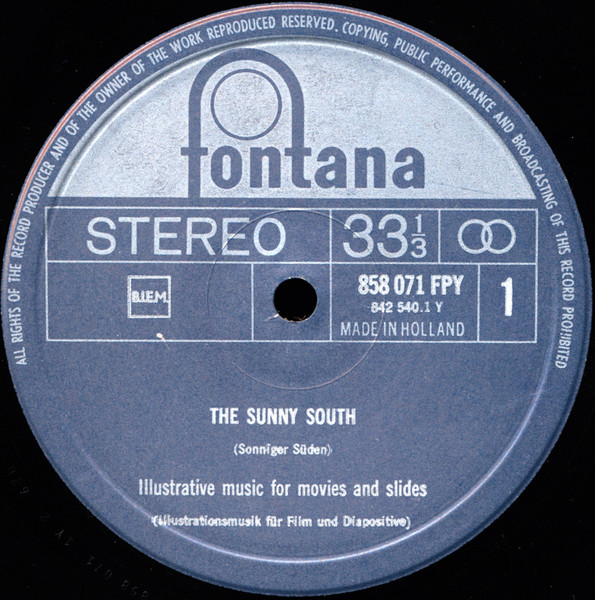 ALL RIGHTS OF THE RECORD PRODUCER AND OF THE OWNER OF THE WORK REPRODUCED RESERVED. COPYING, PUBLIC PERFORMANCE AND BROADCASTING OF THIS RECORD PROHIBITED
fontana
STEREO 33⅓
B.I.E.M. 858 071 FPY 1
842 540.1 Y
MADE IN HOLLAND
THE SUNNY SOUTH
(Sonniger Süden)
Illustrative music for movies and slides
(Illustrationsmusik für Film und Diapositive)